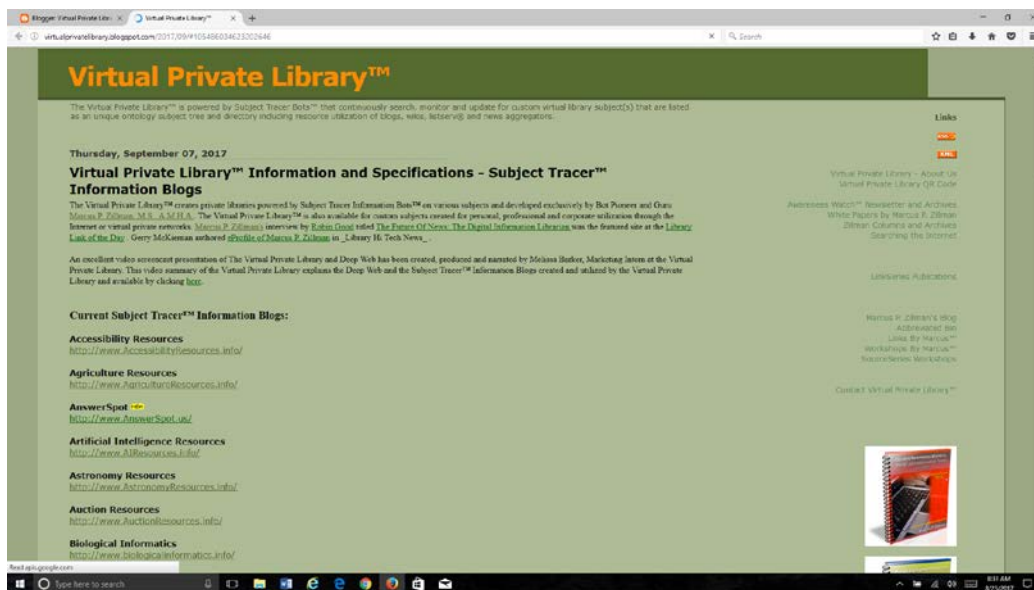 Blogger: Virtual Private Libr
Virtual Private Library™
virtualprivatelibrary.blogspot.com/2017/09/#105486034623202646
Search
Virtual Private Library™
The Virtual Private Library™ is powered by Subject Tracer Bots™ that continuously search, monitor and update for custom virtual library subject(s) that are listed
as an unique ontology subject tree and directory including resource utilization of blogs, wikis, listserv® and news aggregators.
Links
Thursday, September 07, 2017
Virtual Private Library™ Information and Specifications - Subject Tracer™
Information Blogs
The Virtual Private Library™ creates private libraries powered by Subject Tracer Information Bots™ on various subjects and developed exclusively by Bot Pioneer and Guru
Marcus P. Zillman, M.S., A.M.H.A. The Virtual Private Library™ is also available for custom subjects created for personal, professional and corporate utilization through the
Internet or virtual private networks. Marcus P. Zillman's interview by Robin Good titled The Future Of News: The Digital Information Librarian was the featured site at the Library
Link of the Day. Gerry McKiernan authored eProfile of Marcus P. Zillman in _Library Hi Tech News_.
An excellent video screencast presentation of The Virtual Private Library and Deep Web has been created, produced and narrated by Melissa Barker, Marketing Intern at the Virtual
Private Library. This video summary of the Virtual Private Library explains the Deep Web and the Subject Tracer™ Information Blogs created and utilized by the Virtual Private
Library and available by clicking here.
Current Subject Tracer™ Information Blogs:
Accessibility Resources
http://www.AccessibilityResources.info/
Agriculture Resources
http://www.AgricultureResources.info/
AnswerSpot
http://www.AnswerSpot.us/
Artificial Intelligence Resources
http://www.AIResources.info/
Astronomy Resources
http://www.AstronomyResources.info/
Auction Resources
http://www.AuctionResources.info/
Biological Informatics
http://www.biologicalinformatics.info/
Virtual Private Library - About Us
Virtual Private Library QR Code
Awareness Watch™ Newsletter and Archives
White Papers by Marcus P. Zillman
Zillman Columns and Archives
Searching the Internet
Publications
Marcus P. Zillman's Blog
Links By Marcus™
Workshops By Marcus™
Workshops
Contact Virtual Private Library™
Read apis.google.com
Type here to search
8:31 AM